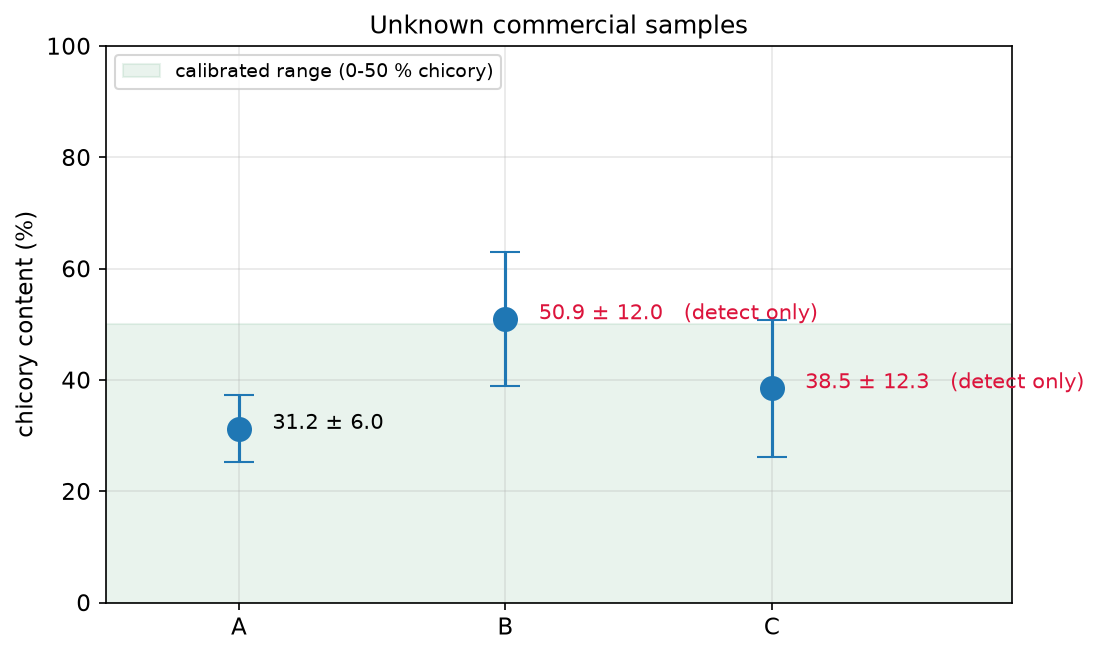 Unknown commercial samples
100
calibrated range (0-50 % chicory)
80
60
40
20
0
chicory content (%)
50.9 ± 12.0 (detect only)
38.5 ± 12.3 (detect only)
31.2 ± 6.0
A B C